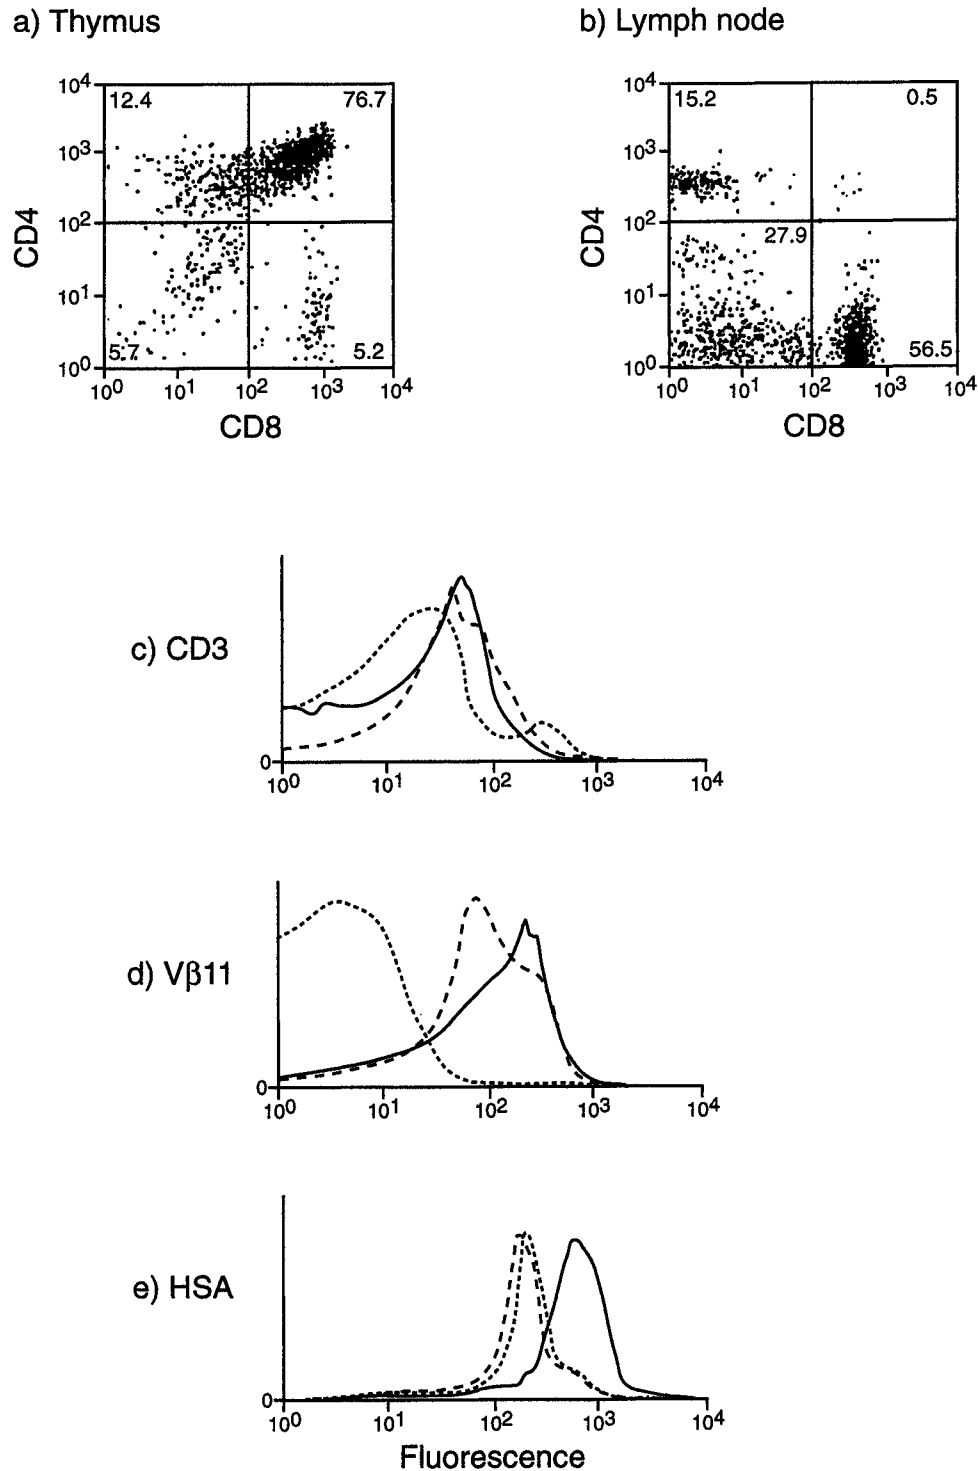 a) Thymus
b) Lymph node
10⁴
12.4
76.7
10³
10²
10¹
10⁰
5.7
5.2
CD4
10⁰ 10¹ 10² 10³ 10⁴
CD8
10⁴
15.2
0.5
10³
10²
27.9
10¹
10⁰
56.5
CD4
10⁰ 10¹ 10² 10³ 10⁴
CD8
c) CD3
0
10⁰ 10¹ 10² 10³ 10⁴
d) Vβ11
0
10⁰ 10¹ 10² 10³ 10⁴
e) HSA
0
10⁰ 10¹ 10² 10³ 10⁴
Fluorescence